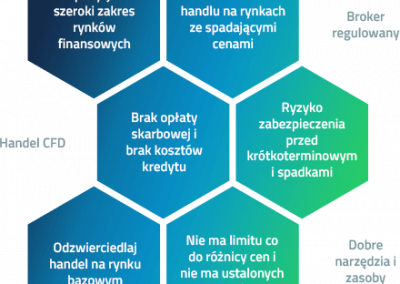 szeroki zakres
rynków
finansowych
handlu na rynkach
ze spadającymi
cenami
Broker
regulowany
Handel CFD
Brak opłaty
skarbowej i
brak kosztów
kredytu
Ryzyko
zabezpieczenia
przed
krótkoterminowym
i spadkami
Odzwierciedlaj
handel na rynku
bazowym
Nie ma limitu co
do różnicy cen i
nie ma ustalonych
Dobre
narzędzia i
zasoby